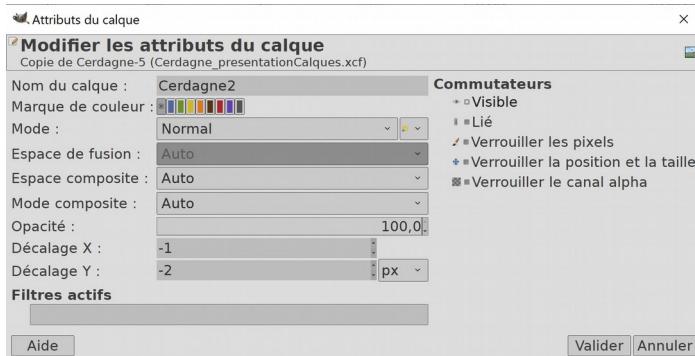 Attributs du calque
Modifier les attributs du calque
Copie de Cerdagne-5 (Cerdagne_presentationCalques.xcf)
Nom du calque : Cerdagne2
Marque de couleur :
Mode : Normal
Espace de fusion : Auto
Espace composite : Auto
Mode composite : Auto
Opacité : 100,0
Décalage X : -1
Décalage Y : -2 px
Filtres actifs
Commutateurs
Visible
Lié
Verrouiller les pixels
Verrouiller la position et la taille
Verrouiller le canal alpha
Aide Valider Annuler